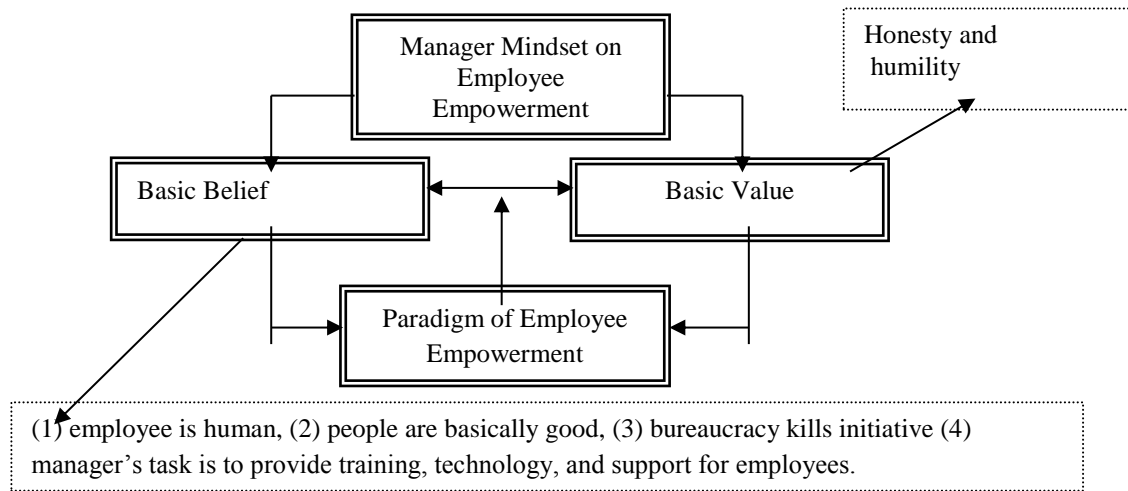 Manager Mindset on
Employee
Empowerment
Honesty and
humility
Basic Belief
Basic Value
Paradigm of Employee
Empowerment
(1) employee is human, (2) people are basically good, (3) bureaucracy kills initiative (4)
manager’s task is to provide training, technology, and support for employees.